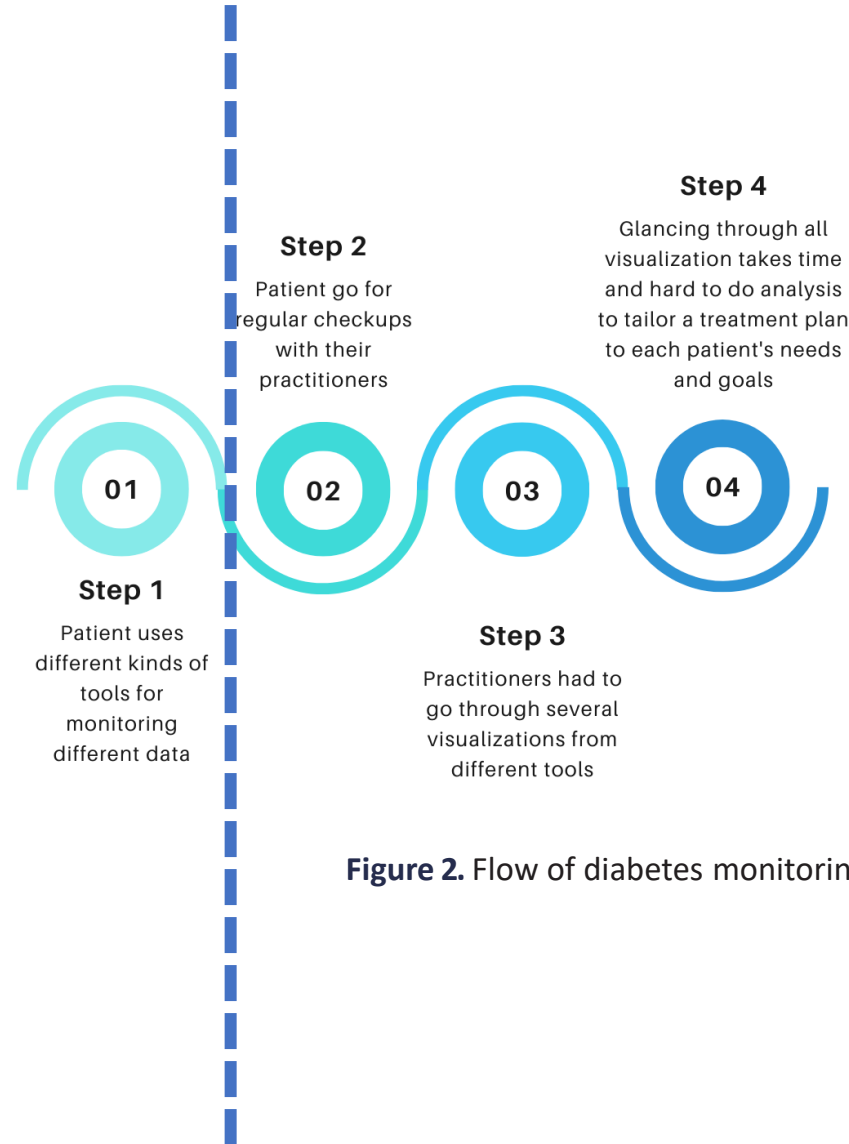 01
Step 1
Patient uses
different kinds of
tools for
monitoring
different data
Step 2
Patient go for
regular checkups
with their
practitioners
02
03
Step 3
Practitioners had to
go through several
visualizations from
different tools
Step 4
Glancing through all
visualization takes time
and hard to do analysis
to tailor a treatment plan
to each patient's needs
and goals
04
Figure 2. Flow of diabetes monitorin